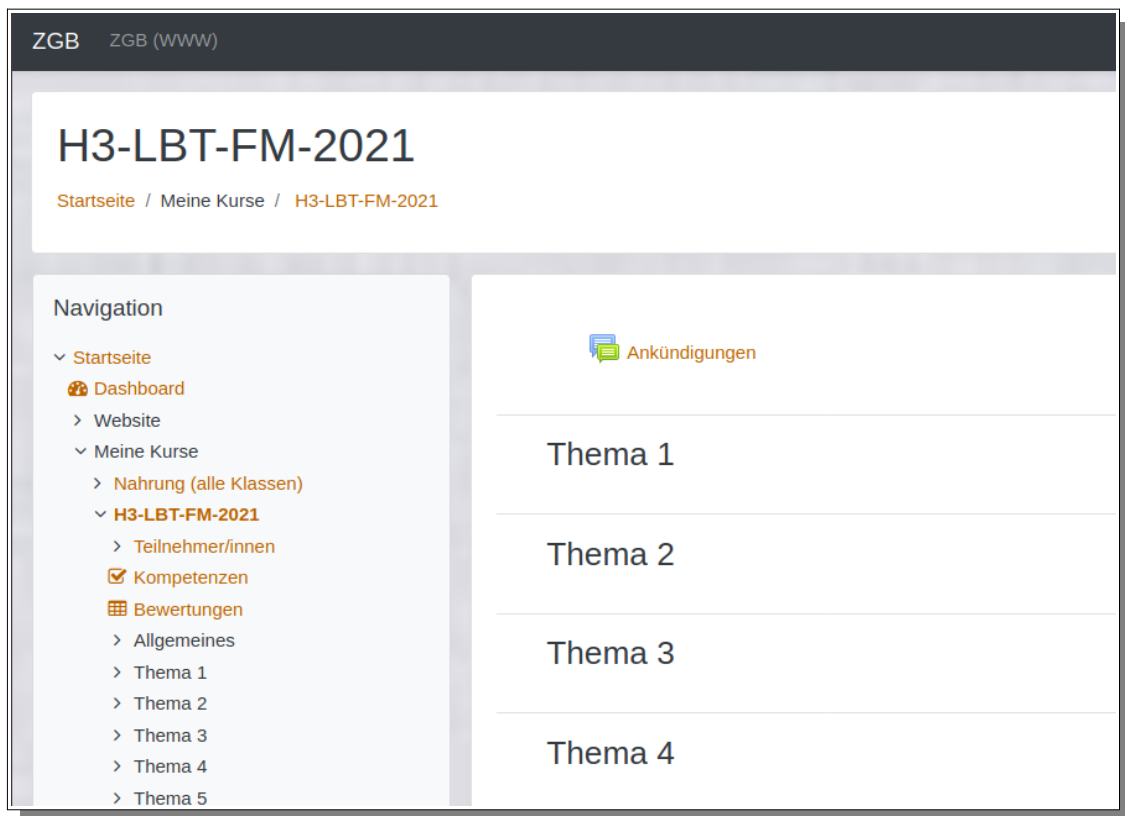 ZGB ZGB (WWW)
H3-LBT-FM-2021
Startseite / Meine Kurse / H3-LBT-FM-2021
Navigation
Startseite
Dashboard
Website
Meine Kurse
Nahrung (alle Klassen)
H3-LBT-FM-2021
Teilnehmer/innen
Kompetenzen
Bewertungen
Allgemeines
Thema 1
Thema 2
Thema 3
Thema 4
Thema 5
Ankündigungen
Thema 1
Thema 2
Thema 3
Thema 4